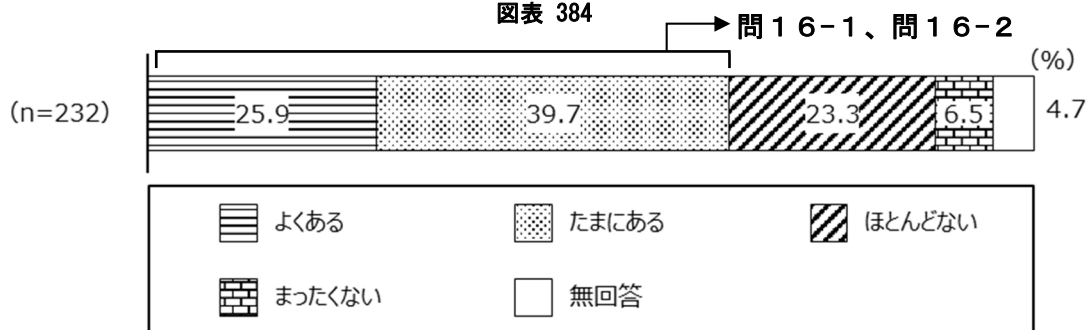 図表 384
問16-1、問16-2
(%)
(n=232)
25.9
39.7
23.3
6.5
4.7
よくある
たまにある
ほとんどない
まったくない
無回答